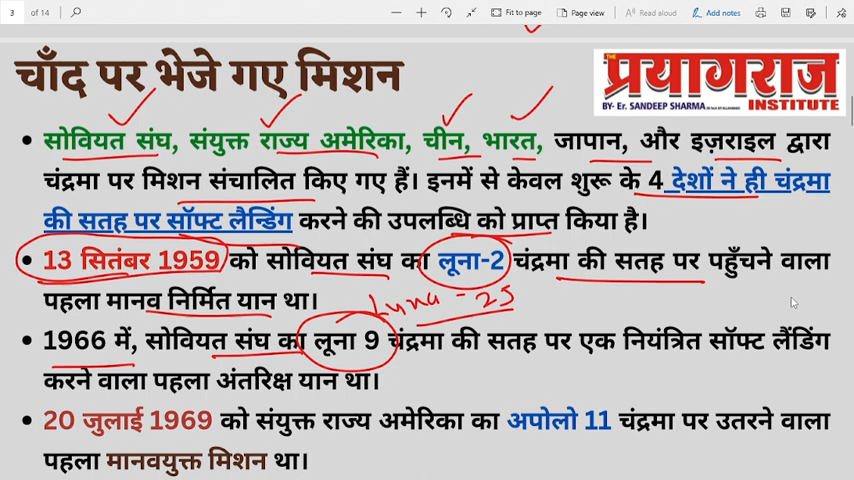 3 of 14 Fit to page Page view Read aloud Add notes
चाँद पर भेजे गए मिशन
THE प्रयागराज
BY- Er. SANDEEP SHARMA INSTITUTE
• सोवियत संघ, संयुक्त राज्य अमेरिका, चीन, भारत, जापान, और इज़राइल द्वारा
चंद्रमा पर मिशन संचालित किए गए हैं। इनमें से केवल शुरू के 4 देशों ने ही चंद्रमा
की सतह पर सॉफ्ट लैन्डिंग करने की उपलब्धि को प्राप्त किया है।
• 13 सितंबर 1959 को सोवियत संघ का लूना-2 चंद्रमा की सतह पर पहुँचने वाला
पहला मानव निर्मित यान था।
Luna - 25
• 1966 में, सोवियत संघ का लूना 9 चंद्रमा की सतह पर एक नियंत्रित सॉफ्ट लैंडिंग
करने वाला पहला अंतरिक्ष यान था।
• 20 जुलाई 1969 को संयुक्त राज्य अमेरिका का अपोलो 11 चंद्रमा पर उतरने वाला
पहला मानवयुक्त मिशन था।